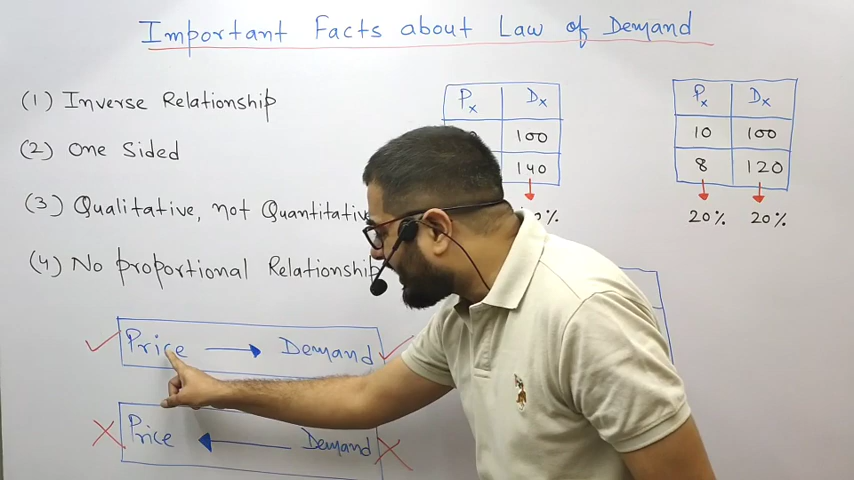 Important Facts about Law of Demand
(1) Inverse Relationship
(2) One Sided
(3) Qualitative, not Quantitative
(4) No proportional Relationship
Price → Demand
Price ← Demand
Px Dx
100
140
Px Dx
10 100
8 120
20% 20%